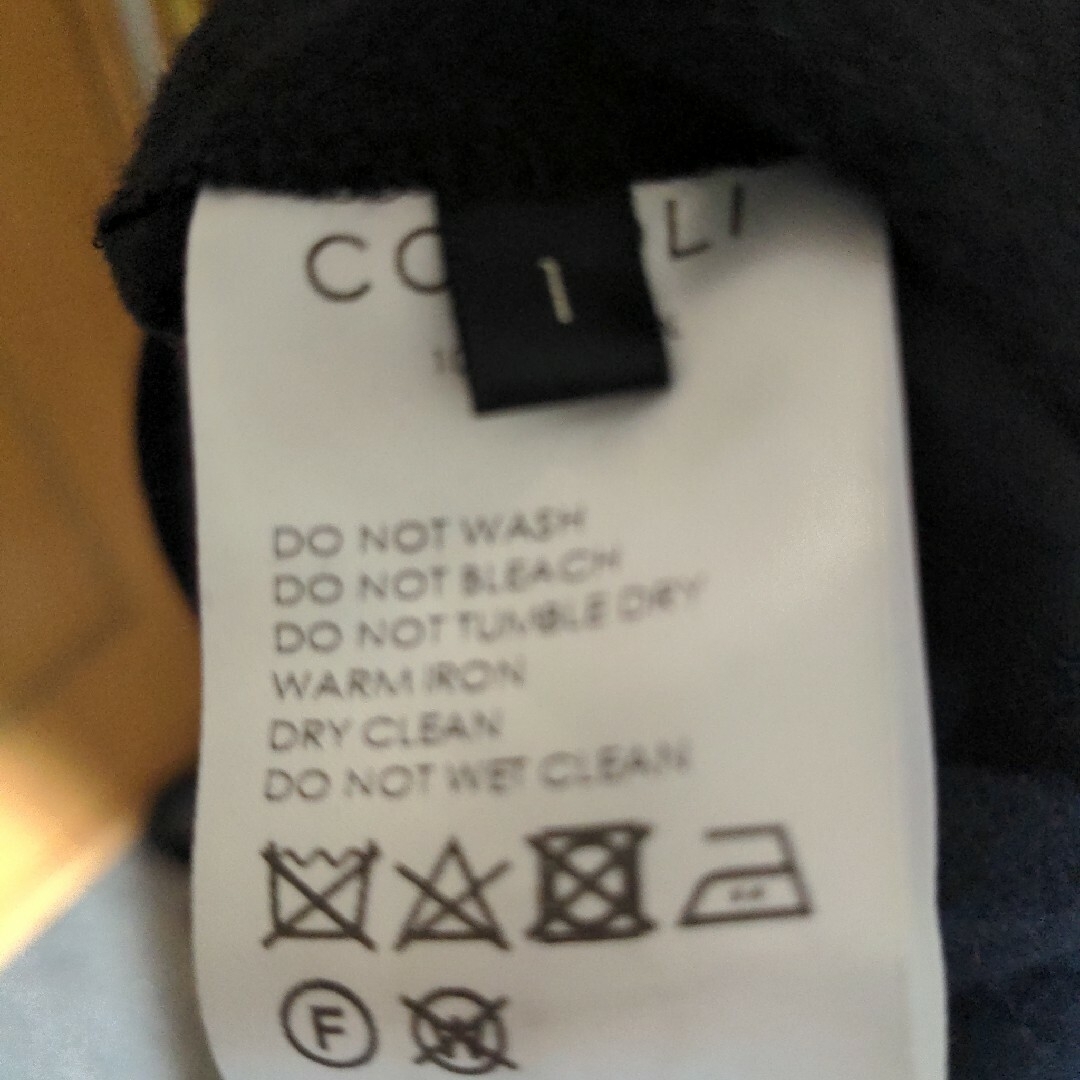 1
DO NOT WASH
DO NOT BLEACH
DO NOT TUMBLE DRY
WARM IRON
DRY CLEAN
DO NOT WET CLEAN
F